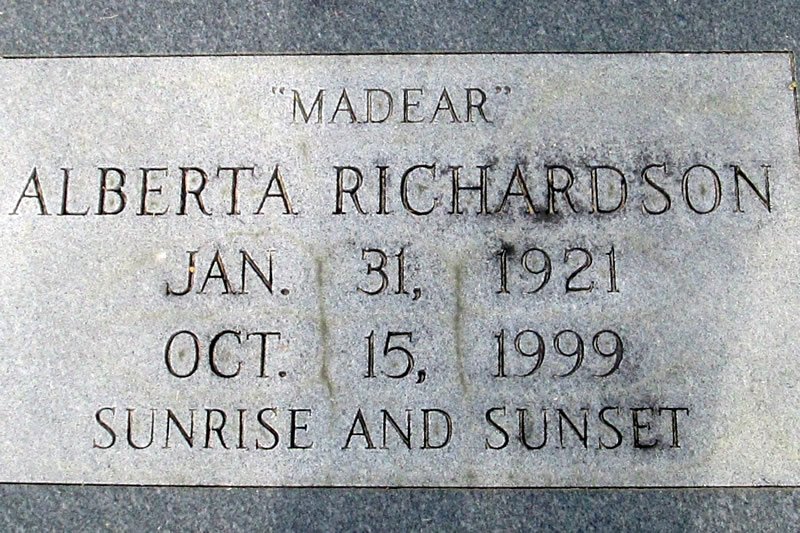 "MADEAR"
ALBERTA RICHARDSON
JAN. 31, 1921
OCT. 15, 1999
SUNRISE AND SUNSET